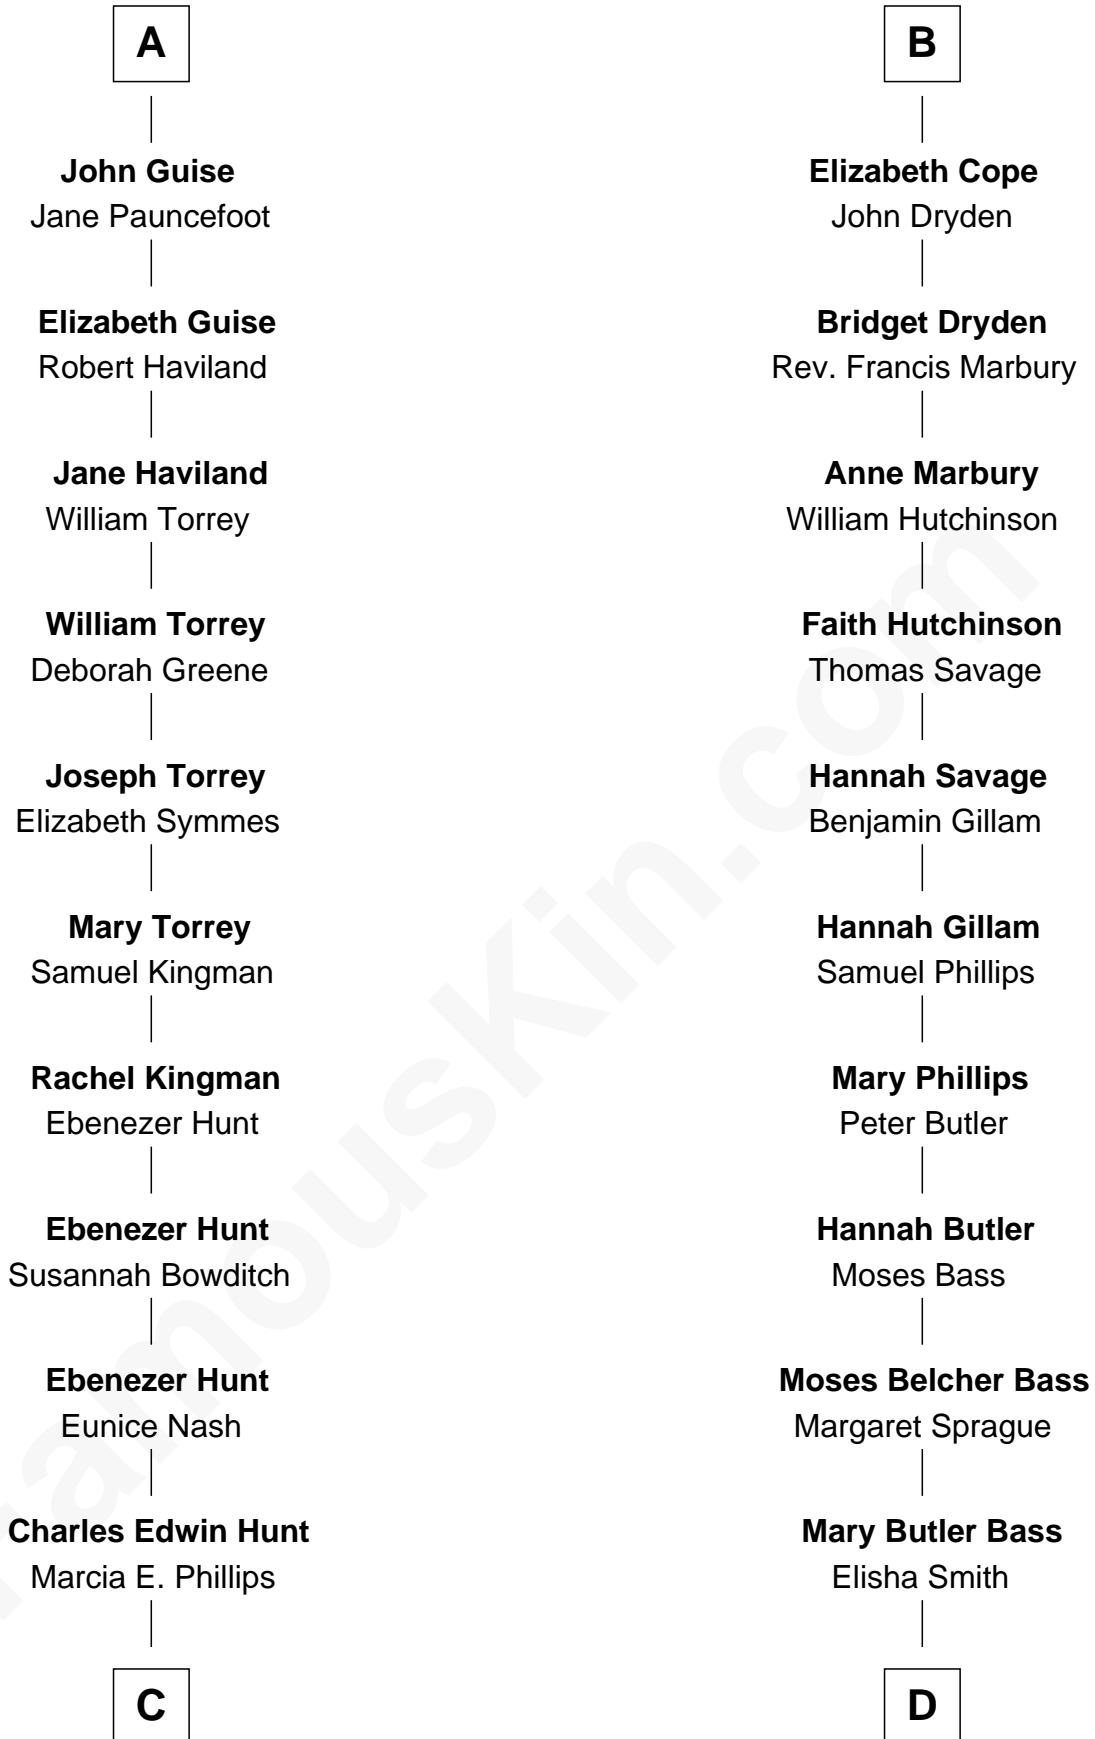 A
John Guise
Jane Pauncefoot
Elizabeth Guise
Robert Haviland
Jane Haviland
William Torrey
William Torrey
Deborah Greene
Joseph Torrey
Elizabeth Symmes
Mary Torrey
Samuel Kingman
Rachel Kingman
Ebenezer Hunt
Ebenezer Hunt
Susannah Bowditch
Ebenezer Hunt
Eunice Nash
Charles Edwin Hunt
Marcia E. Phillips
C
B
Elizabeth Cope
John Dryden
Bridget Dryden
Rev. Francis Marbury
Anne Marbury
William Hutchinson
Faith Hutchinson
Thomas Savage
Hannah Savage
Benjamin Gillam
Hannah Gillam
Samuel Phillips
Mary Phillips
Peter Butler
Hannah Butler
Moses Bass
Moses Belcher Bass
Margaret Sprague
Mary Butler Bass
Elisha Smith
D
FamousKin.com